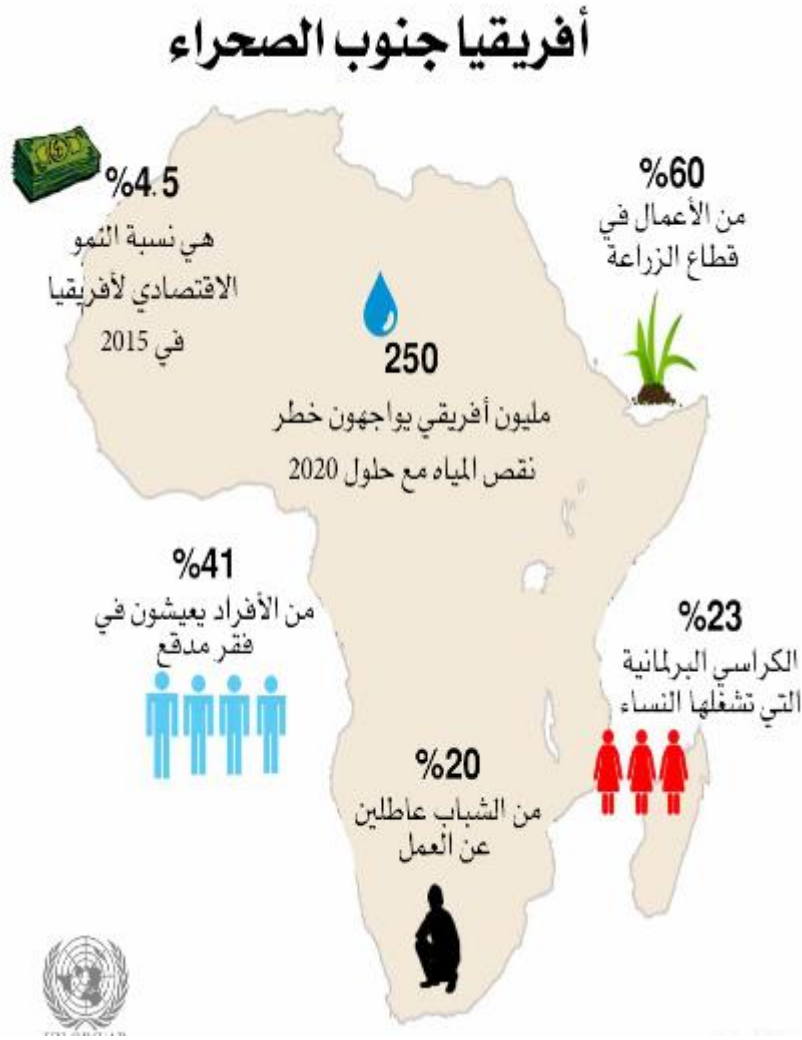 أفريقيا جنوب الصحراء
%4.5
هي نسبة النمو
الاقتصادي لأفريقيا
في 2015
%60
من الأعمال في
قطاع الزراعة
250
مليون أفريقي يواجهون خطر
نقص المياه مع حلول 2020
%41
من الأفراد يعيشون في
فقر مدقع
%23
الكراسي البرلمانية
التي تشغلها النساء
%20
من الشباب عاطلين
عن العمل